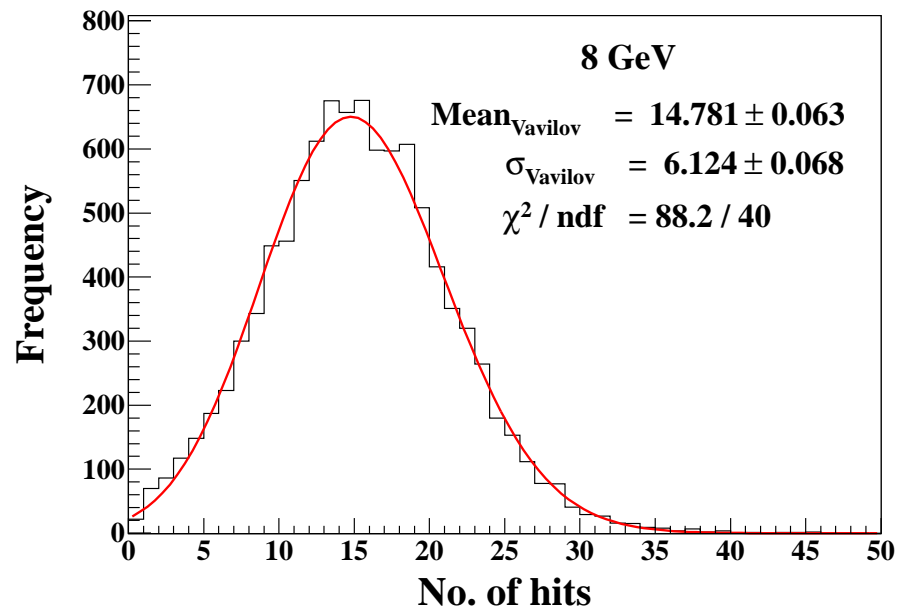 8 GeV
Mean_Vavilov = 14.781 ± 0.063
σ_Vavilov = 6.124 ± 0.068
χ² / ndf = 88.2 / 40
Frequency
800
700
600
500
400
300
200
100
0
0 5 10 15 20 25 30 35 40 45 50
No. of hits